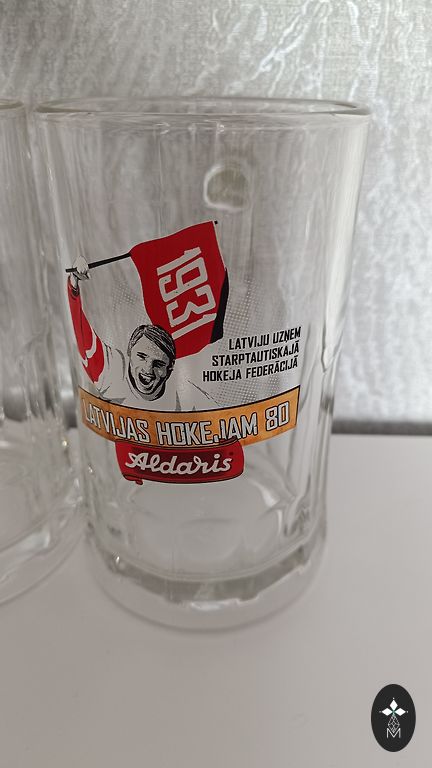 1931
LATVIJU UZŅEM
STARPTAUTISKAJĀ
HOKEJA FEDERĀCIJĀ
LATVIJAS HOKEJAM 80
Aldaris
M